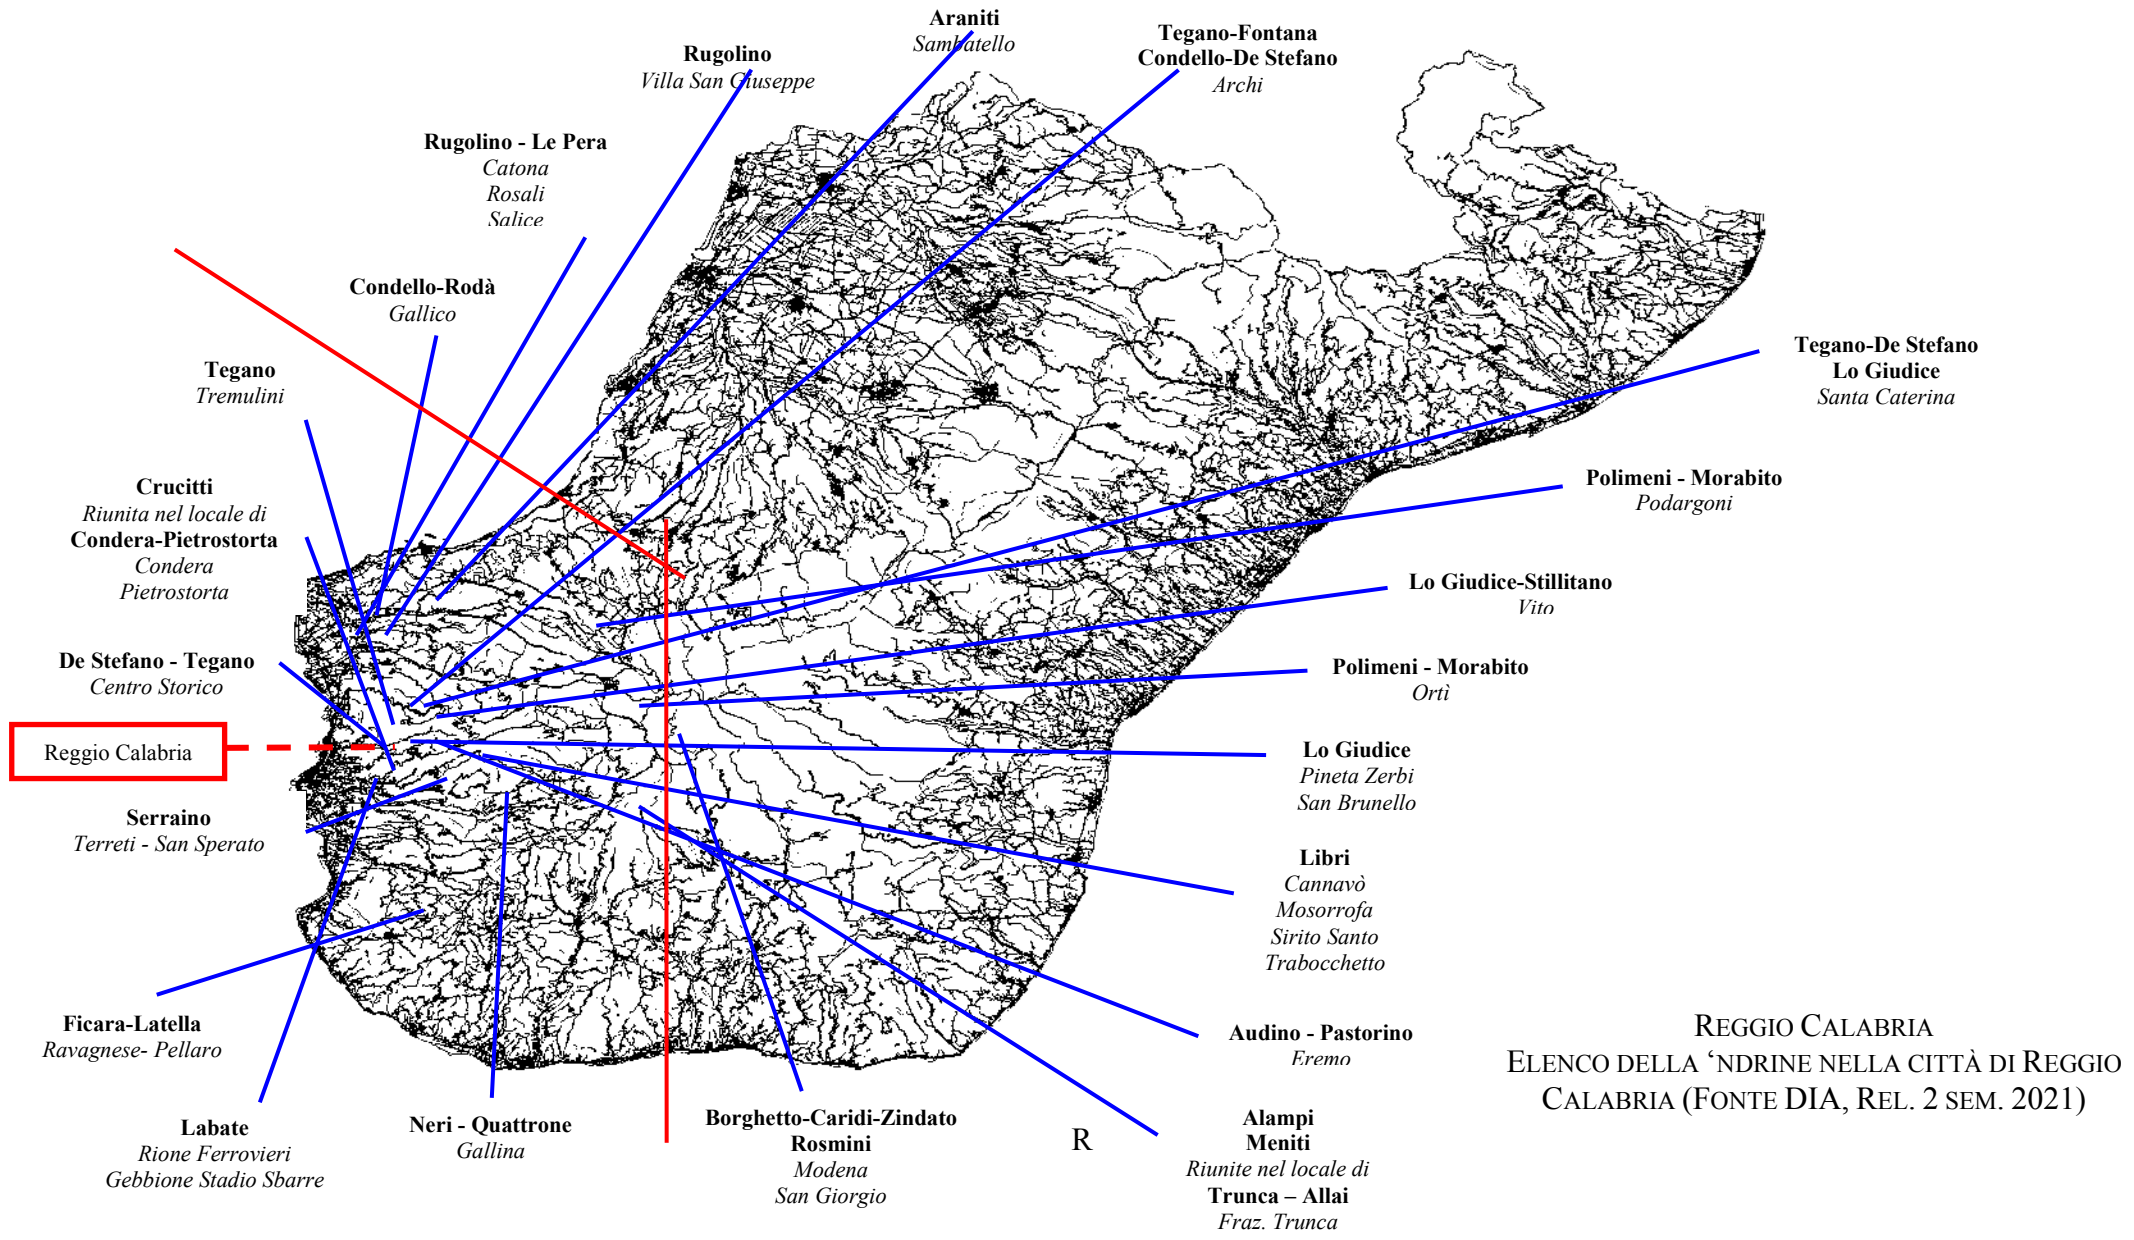 Araniti
Sambatello
Tegano-Fontana
Condello-De Stefano
Archi
Rugolino
Villa San Giuseppe
Rugolino - Le Pera
Catona
Rosali
Salice
Condello-Rodà
Gallico
Tegano
Tremulini
Crucitti
Riunita nel locale di
Condera-Pietrostorta
Condera
Pietrostorta
De Stefano - Tegano
Centro Storico
Reggio Calabria
Serraino
Terreti - San Sperato
Ficara-Latella
Ravagnese- Pellaro
Labate
Rione Ferrovieri
Gebbione Stadio Sbarre
Neri - Quattrone
Gallina
Borghetto-Caridi-Zindato
Rosmini
Modena
San Giorgio
R
Alampi
Meniti
Riunite nel locale di
Trunca – Allai
Fraz. Trunca
Audino - Pastorino
Eremo
Libri
Cannavò
Mosorrofa
Sirito Santo
Trabocchetto
Lo Giudice
Pineta Zerbi
San Brunello
Polimeni - Morabito
Ortì
Lo Giudice-Stillitano
Vito
Polimeni - Morabito
Podargoni
Tegano-De Stefano
Lo Giudice
Santa Caterina
REGGIO CALABRIA
ELENCO DELLA ‘NDRINE NELLA CITTÀ DI REGGIO
CALABRIA (FONTE DIA, REL. 2 SEM. 2021)